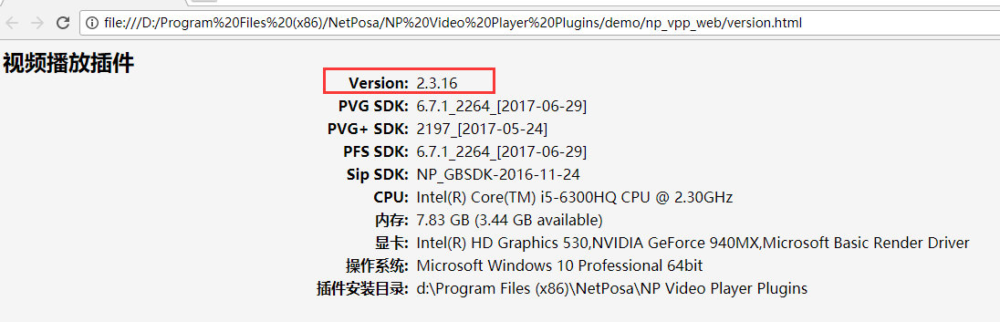 file:///D:/Program%20Files%20(x86)/NetPosa/NP%20Video%20Player%20Plugins/demo/np_vpp_web/version.html
视频播放插件
Version: 2.3.16
PVG SDK: 6.7.1_2264_[2017-06-29]
PVG+ SDK: 2197_[2017-05-24]
PFS SDK: 6.7.1_2264_[2017-06-29]
Sip SDK: NP_GBSDK-2016-11-24
CPU: Intel(R) Core(TM) i5-6300HQ CPU @ 2.30GHz
内存: 7.83 GB (3.44 GB available)
显卡: Intel(R) HD Graphics 530,NVIDIA GeForce 940MX,Microsoft Basic Render Driver
操作系统: Microsoft Windows 10 Professional 64bit
插件安装目录: d:\Program Files (x86)\NetPosa\NP Video Player Plugins